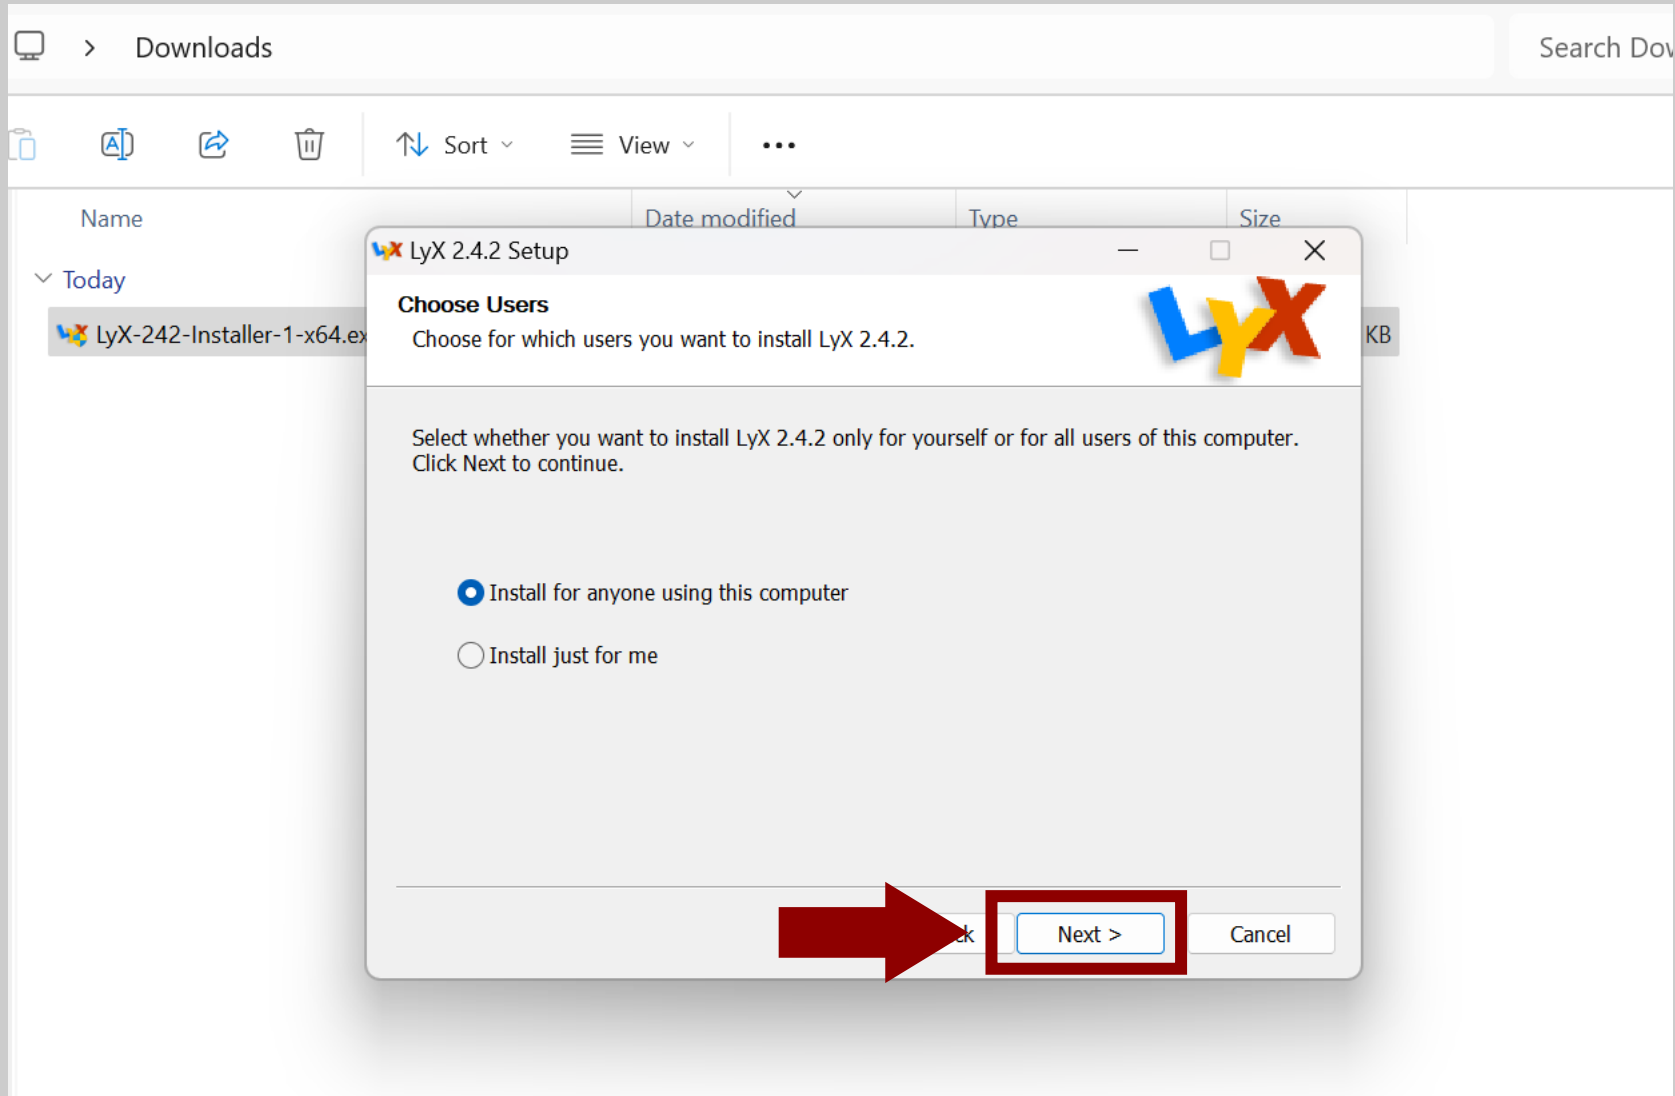 Downloads
Search Dow
Sort
View
Name
Date modified
Type
Size
LyX 2.4.2 Setup
Today
Choose Users
Choose for which users you want to install LyX 2.4.2.
LyX
LyX-242-Installer-1-x64.ex
KB
Select whether you want to install LyX 2.4.2 only for yourself or for all users of this computer.
Click Next to continue.
Install for anyone using this computer
Install just for me
ck
Next >
Cancel